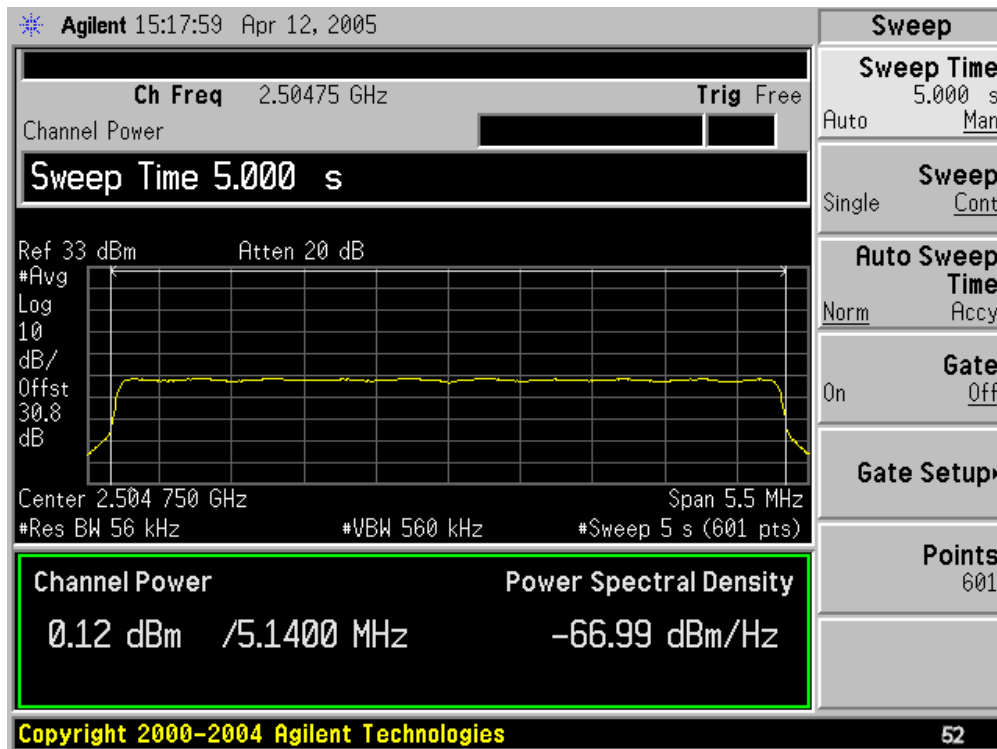 Agilent 15:17:59 Apr 12, 2005
Sweep
Ch Freq 2.50475 GHz Trig Free
Channel Power
Sweep Time 5.000 s
Ref 33 dBm Atten 20 dB
#Avg
Log
10
dB/
Offst
30.8
dB
Center 2.504 750 GHz Span 5.5 MHz
#Res BW 56 kHz #VBW 560 kHz #Sweep 5 s (601 pts)
Channel Power Power Spectral Density
0.12 dBm /5.1400 MHz -66.99 dBm/Hz
Sweep Time
5.000 s
Auto Man
Sweep
Single Cont
Auto Sweep
Time
Norm Accy
Gate
On Off
Gate Setup
Points
601
Copyright 2000-2004 Agilent Technologies
52